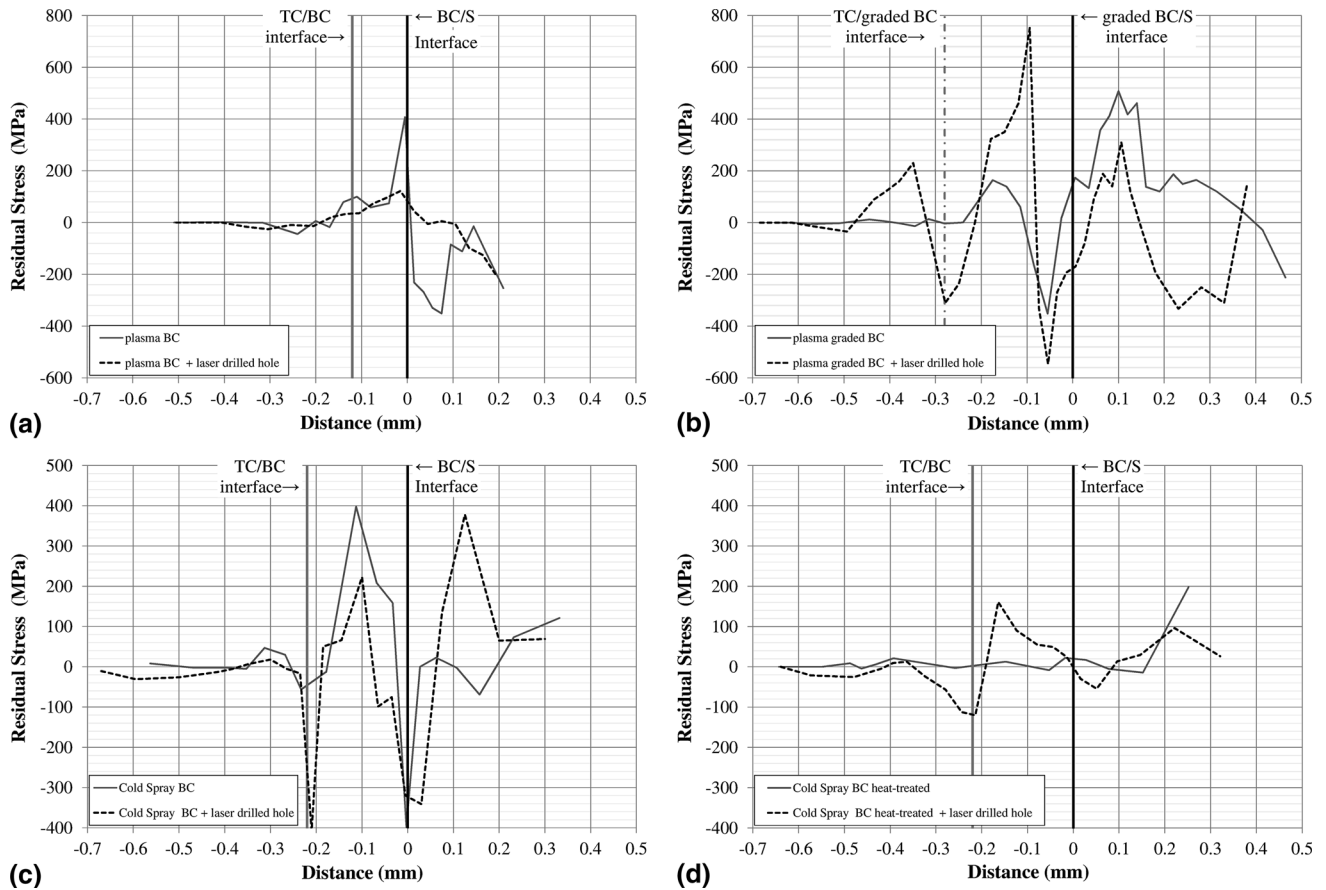 TC/BC
interface→
← BC/S
Interface
800
600
400
200
0
-200
-400
-600
Residual Stress (MPa)
plasma BC
plasma BC + laser drilled hole
-0.7 -0.6 -0.5 -0.4 -0.3 -0.2 -0.1 0 0.1 0.2 0.3 0.4 0.5
Distance (mm)
(a)
TC/graded BC
interface→
← graded BC/S
interface
800
600
400
200
0
-200
-400
-600
Residual Stress (MPa)
plasma graded BC
plasma graded BC + laser drilled hole
-0.7 -0.6 -0.5 -0.4 -0.3 -0.2 -0.1 0 0.1 0.2 0.3 0.4 0.5
Distance (mm)
(b)
TC/BC
interface→
← BC/S
Interface
500
400
300
200
100
0
-100
-200
-300
-400
Residual Stress (MPa)
Cold Spray BC
Cold Spray BC + laser drilled hole
-0.7 -0.6 -0.5 -0.4 -0.3 -0.2 -0.1 0 0.1 0.2 0.3 0.4 0.5
Distance (mm)
(c)
TC/BC
interface→
← BC/S
Interface
500
400
300
200
100
0
-100
-200
-300
-400
Residual Stress (MPa)
Cold Spray BC heat-treated
Cold Spray BC heat-treated + laser drilled hole
-0.7 -0.6 -0.5 -0.4 -0.3 -0.2 -0.1 0 0.1 0.2 0.3 0.4 0.5
Distance (mm)
(d)